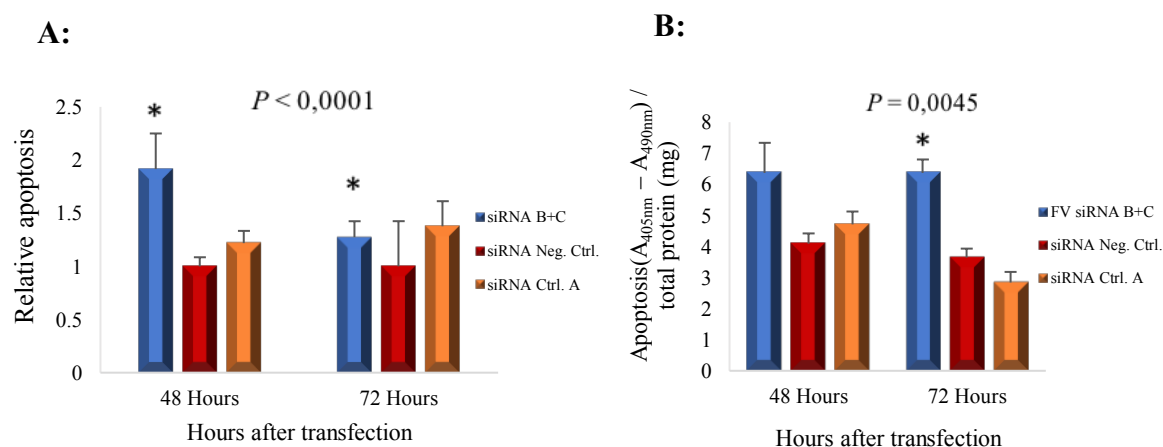 A:
P < 0,0001
Relative apoptosis
2.5
2
1.5
1
0.5
0
*
*
48 Hours
72 Hours
Hours after transfection
siRNA B+C
siRNA Neg. Ctrl.
siRNA Ctrl. A
B:
P = 0,0045
Apoptosis(A405nm – A490nm) /
total protein (mg)
8
7
6
5
4
3
2
1
0
*
48 Hours
72 Hours
Hours after transfection
FV siRNA B+C
siRNA Neg. Ctrl.
siRNA Ctrl. A